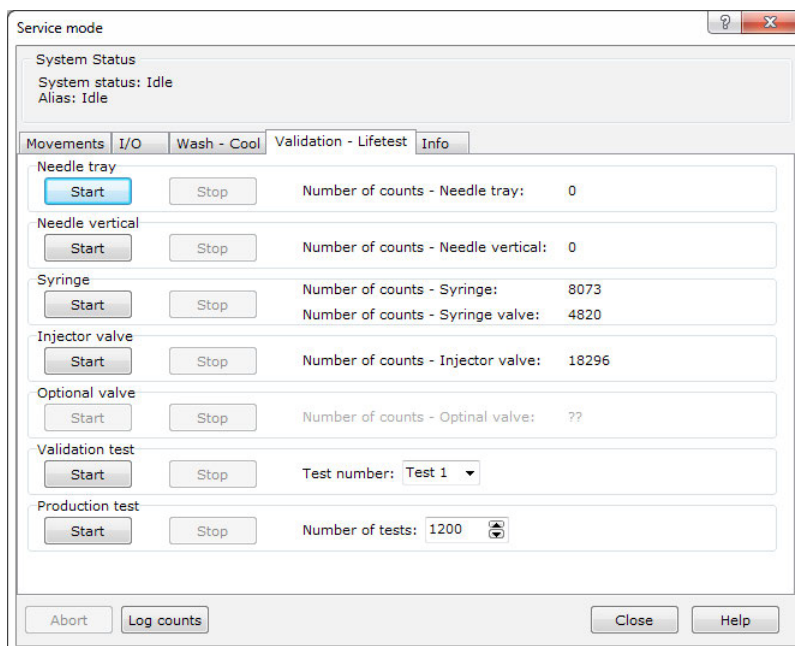 Service mode
System Status
System status: Idle
Alias: Idle
Movements I/O Wash - Cool Validation - Lifetest Info
Needle tray
Start Stop Number of counts - Needle tray: 0
Needle vertical
Start Stop Number of counts - Needle vertical: 0
Syringe
Number of counts - Syringe: 8073
Start Stop
Number of counts - Syringe valve: 4820
Injector valve
Start Stop Number of counts - Injector valve: 18296
Optional valve
Start Stop Number of counts - Optinal valve: ??
Validation test
Start Stop Test number: Test 1
Production test
Start Stop Number of tests: 1200
Abort Log counts Close Help